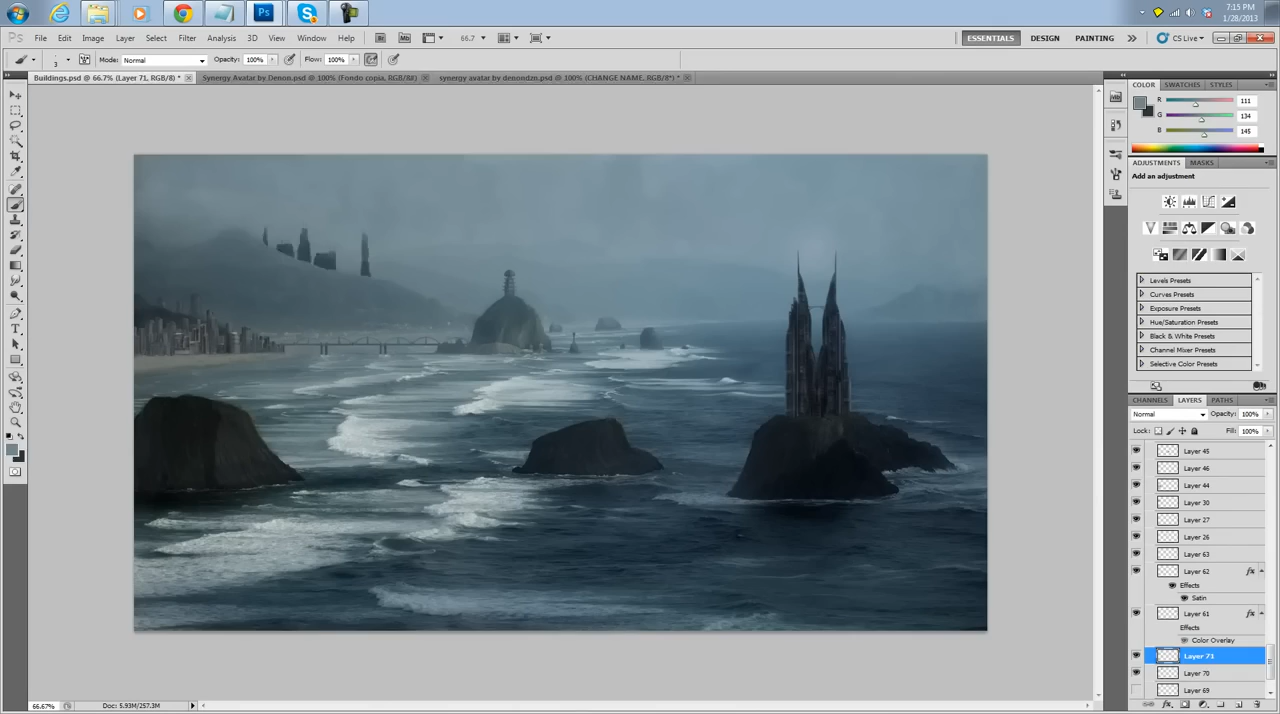 7:15 PM
1/28/2013
Ps File Edit Image Layer Select Filter Analysis 3D View Window Help Br Mb 66.7 ESSENTIALS DESIGN PAINTING CS Live
3 Mode: Normal Opacity: 100% Flow: 100%
Buildings.psd @ 66.7% (Layer 71, RGB/8) * Synergy Avatar by Denon.psd @ 100% (Fondo copia, RGB/8#) synergy avatar by denondzn.psd @ 100% (CHANGE NAME, RGB/8*) *
COLOR SWATCHES STYLES
R 111
G 134
B 145
ADJUSTMENTS MASKS
Add an adjustment
Levels Presets
Curves Presets
Exposure Presets
Hue/Saturation Presets
Black & White Presets
Channel Mixer Presets
Selective Color Presets
CHANNELS LAYERS PATHS
Normal Opacity: 100%
Lock: Fill: 100%
Layer 45
Layer 46
Layer 44
Layer 30
Layer 27
Layer 26
Layer 63
Layer 62 fx
Effects
Satin
Layer 61 fx
Effects
Color Overlay
Layer 71
Layer 70
Layer 69
66.67% Doc: 5.93M/257.3M